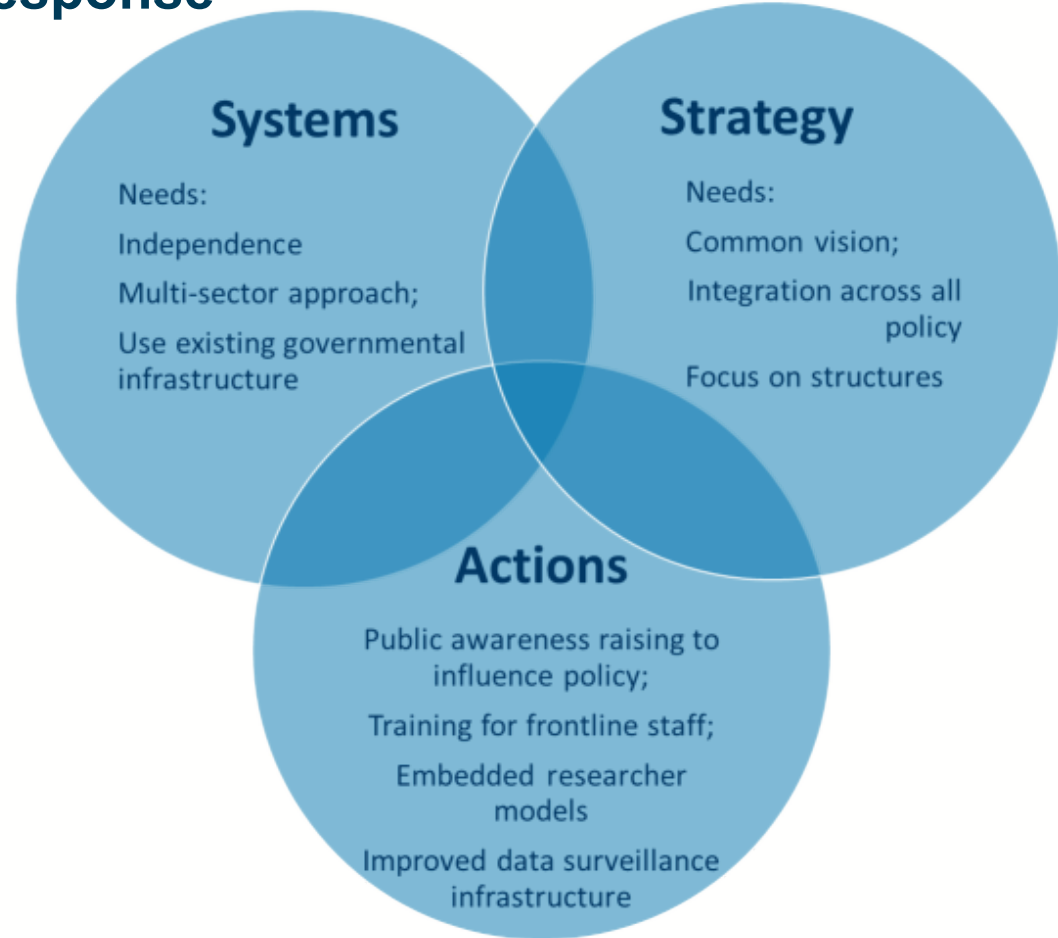 esponse
Systems
Needs:
Independence
Multi-sector approach;
Use existing governmental
infrastructure
Strategy
Needs:
Common vision;
Integration across all
policy
Focus on structures
Actions
Public awareness raising to
influence policy;
Training for frontline staff;
Embedded researcher
models
Improved data surveillance
infrastructure